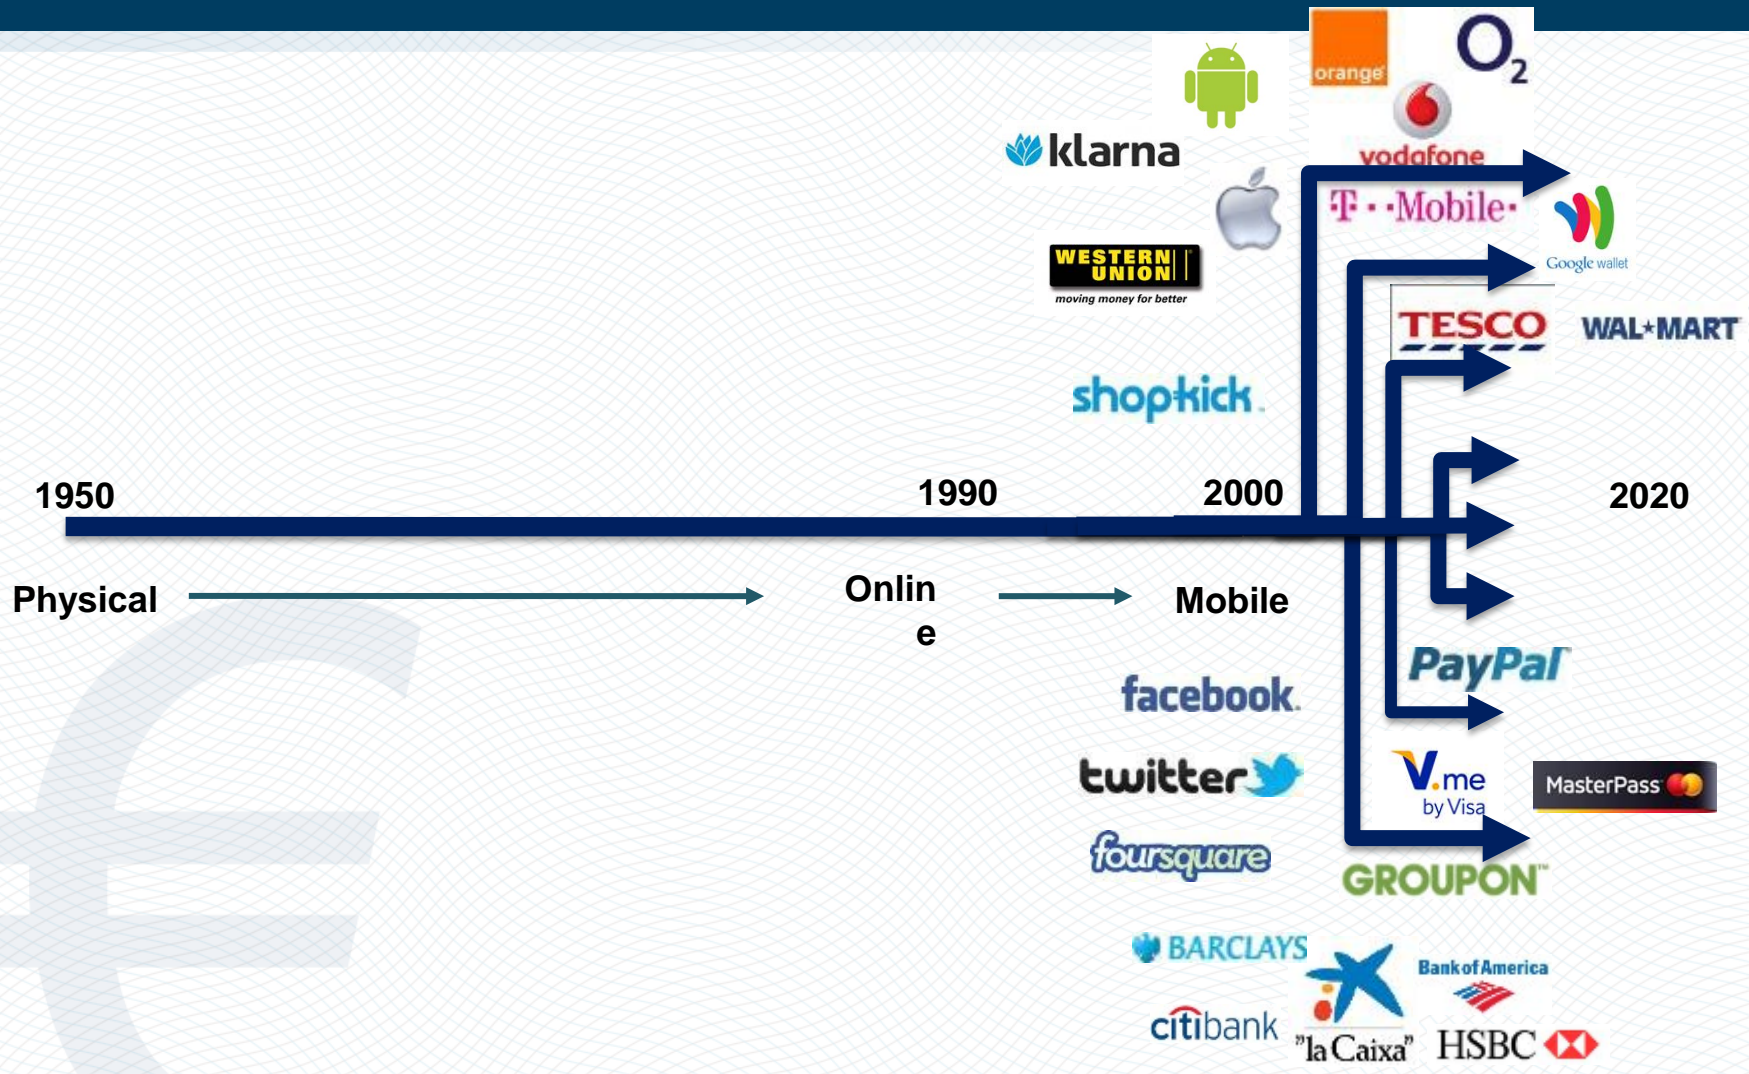 orange
O2
klarna
vodafone
T··Mobile·
WESTERN
UNION
moving money for better
Google wallet
TESCO
WAL★MART
shopkick
1950
1990
2000
2020
Physical
Onlin
e
Mobile
PayPal
facebook.
twitter
V.me
by Visa
MasterPass
foursquare
GROUPON™
BARCLAYS
Bank of America
citibank
"la Caixa"
HSBC